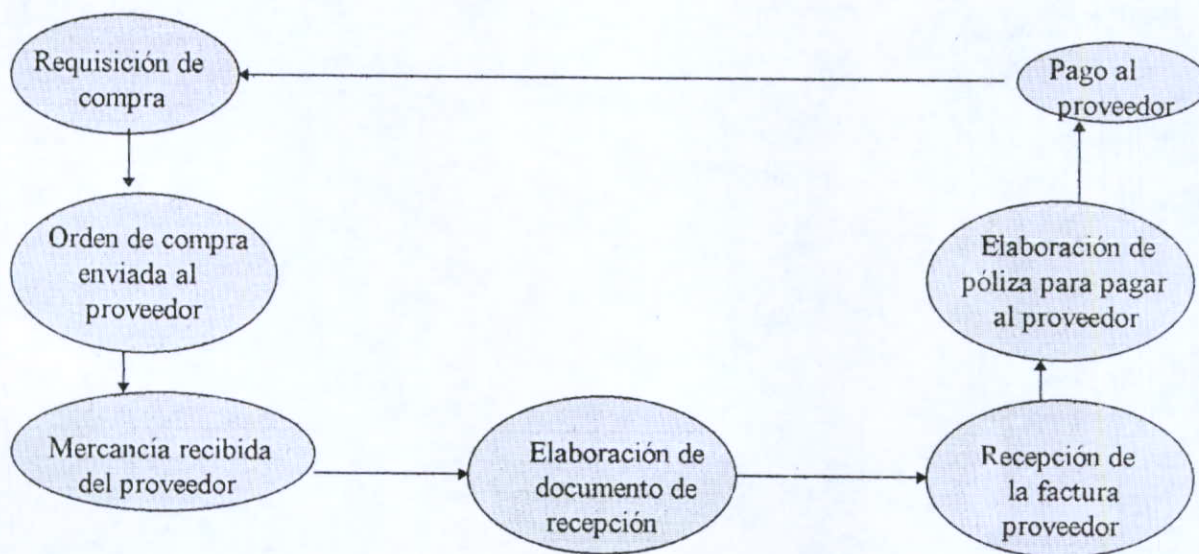 Requisición de
compra
Orden de compra
enviada al
proveedor
Mercancía recibida
del proveedor
Elaboración de
documento de
recepción
Recepción de
la factura
proveedor
Elaboración de
póliza para pagar
al proveedor
Pago al
proveedor